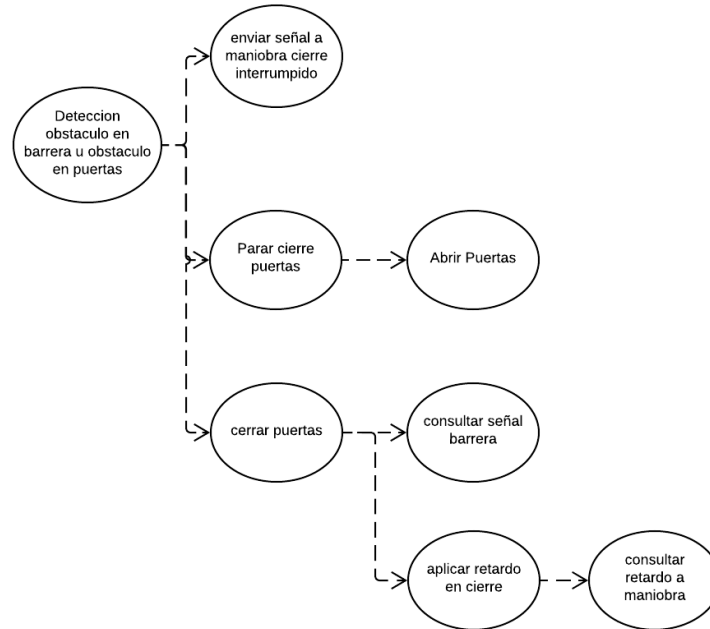 enviar señal a
maniobra cierre
interrumpido
Deteccion
obstaculo en
barrera u obstaculo
en puertas
Parar cierre
puertas
Abrir Puertas
cerrar puertas
consultar señal
barrera
aplicar retardo
en cierre
consultar
retardo a
maniobra